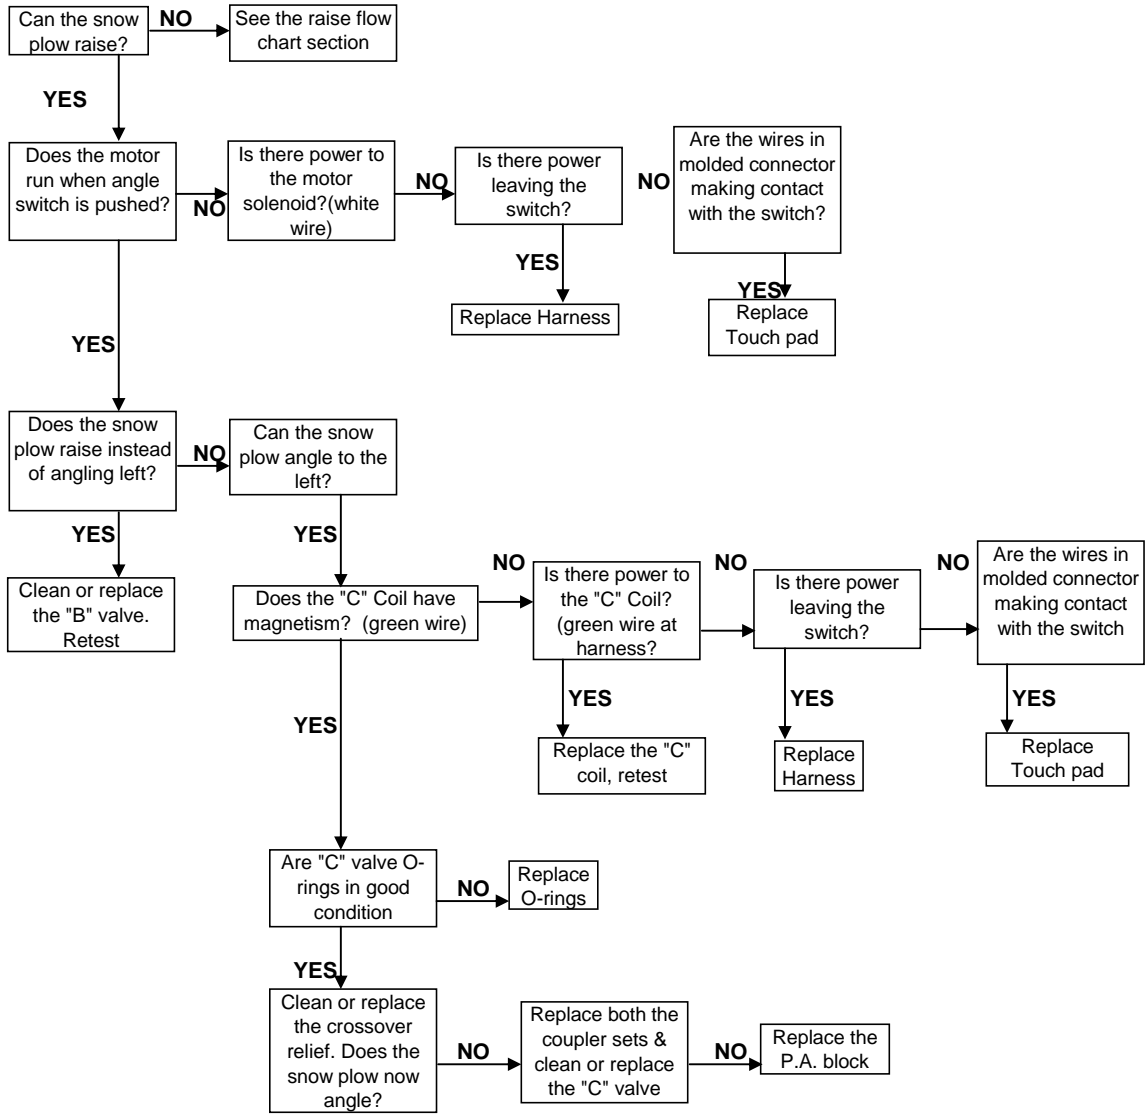 Can the snow
plow raise?
NO
See the raise flow
chart section
YES
Does the motor
run when angle
switch is pushed?
NO
Is there power to
the motor
solenoid?(white
wire)
NO
Is there power
leaving the
switch?
NO
Are the wires in
molded connector
making contact
with the switch?
YES
Replace Harness
YES
Replace
Touch pad
YES
Does the snow
plow raise instead
of angling left?
NO
Can the snow
plow angle to the
left?
YES
Clean or replace
the "B" valve.
Retest
YES
Does the "C" Coil have
magnetism? (green wire)
NO
Is there power to
the "C" Coil?
(green wire at
harness?
NO
Is there power
leaving the
switch?
NO
Are the wires in
molded connector
making contact
with the switch
YES
Replace the "C"
coil, retest
YES
Replace
Harness
YES
Replace
Touch pad
YES
Are "C" valve O-
rings in good
condition
NO
Replace
O-rings
YES
Clean or replace
the crossover
relief. Does the
snow plow now
angle?
NO
Replace both the
coupler sets &
clean or replace
the "C" valve
NO
Replace the
P.A. block